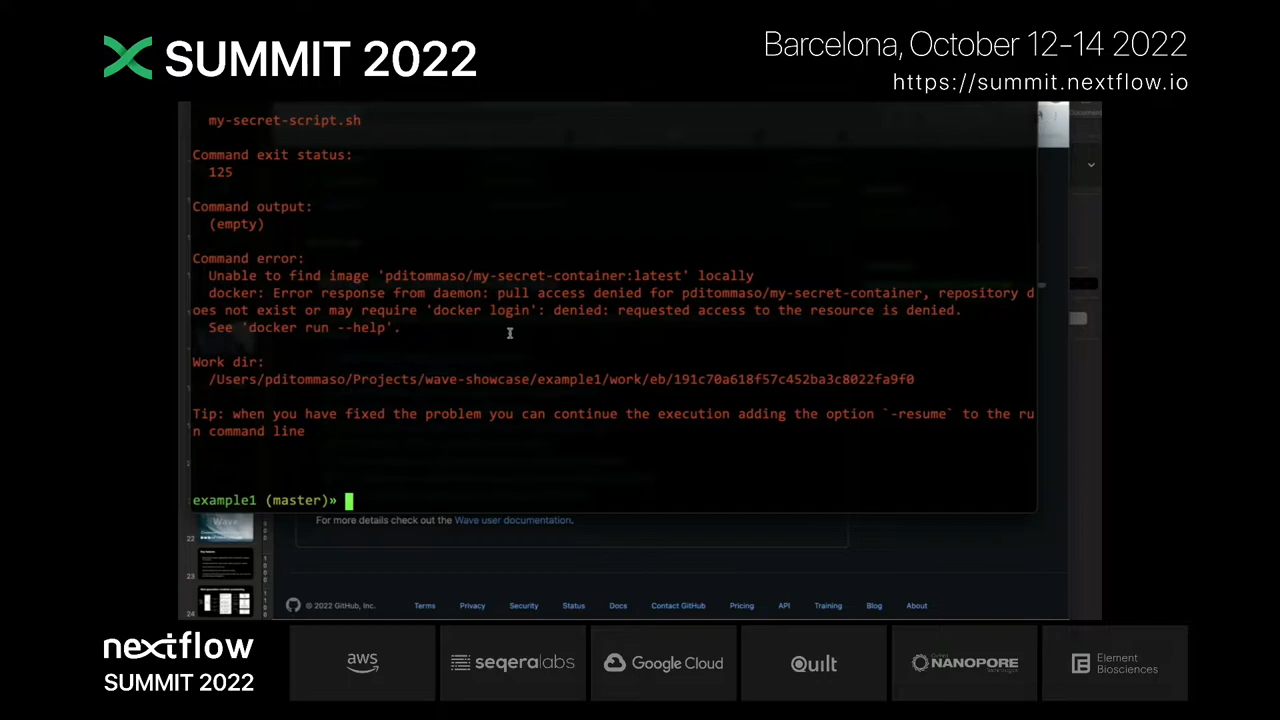 SUMMIT 2022
Barcelona, October 12-14 2022
https://summit.nextflow.io
my-secret-script.sh
Command exit status:
125
Command output:
(empty)
Command error:
Unable to find image 'pditommaso/my-secret-container:latest' locally
docker: Error response from daemon: pull access denied for pditommaso/my-secret-container, repository d
oes not exist or may require 'docker login': denied: requested access to the resource is denied.
See 'docker run --help'.
Work dir:
/Users/pditommaso/Projects/wave-showcase/example1/work/eb/191c70a618f57c452ba3c8022fa9f0
Tip: when you have fixed the problem you can continue the execution adding the option `-resume` to the ru
n command line
example1 (master)»
For more details check out the Wave user documentation.
Wave
22
23
24
© 2022 GitHub, Inc.
Terms
Privacy
Security
Status
Docs
Contact GitHub
Pricing
API
Training
Blog
About
nextflow
SUMMIT 2022
aws
seqeralabs
Google Cloud
Quilt
NANOPORE
Element
Biosciences